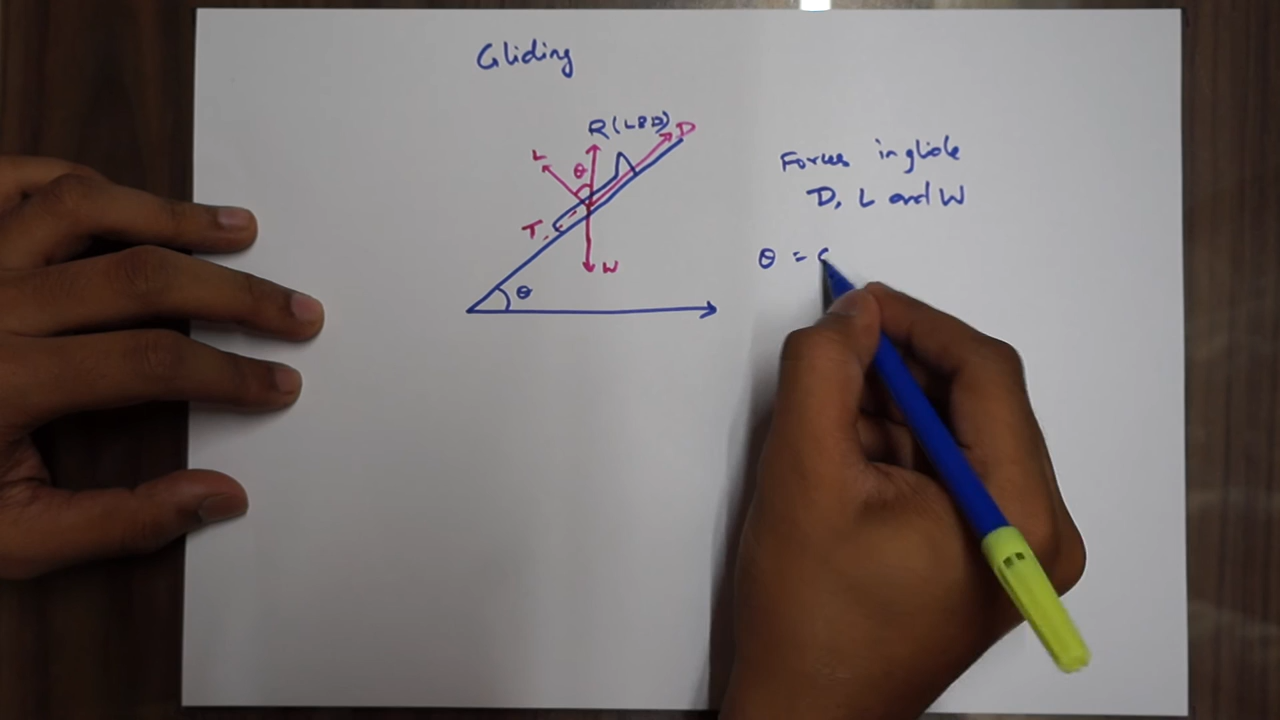 Gliding
R(L&D)
D
L
θ
T
W
θ
Forces in glide
D, L and W
θ =